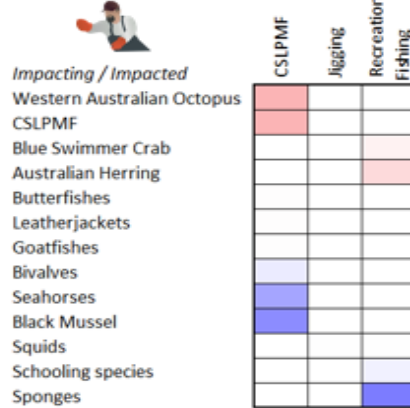 CSLPMF
Jigging
Recreation
Fishing
Impacting / Impacted
Western Australian Octopus
CSLPMF
Blue Swimmer Crab
Australian Herring
Butterfishes
Leatherjackets
Goatfishes
Bivalves
Seahorses
Black Mussel
Squids
Schooling species
Sponges